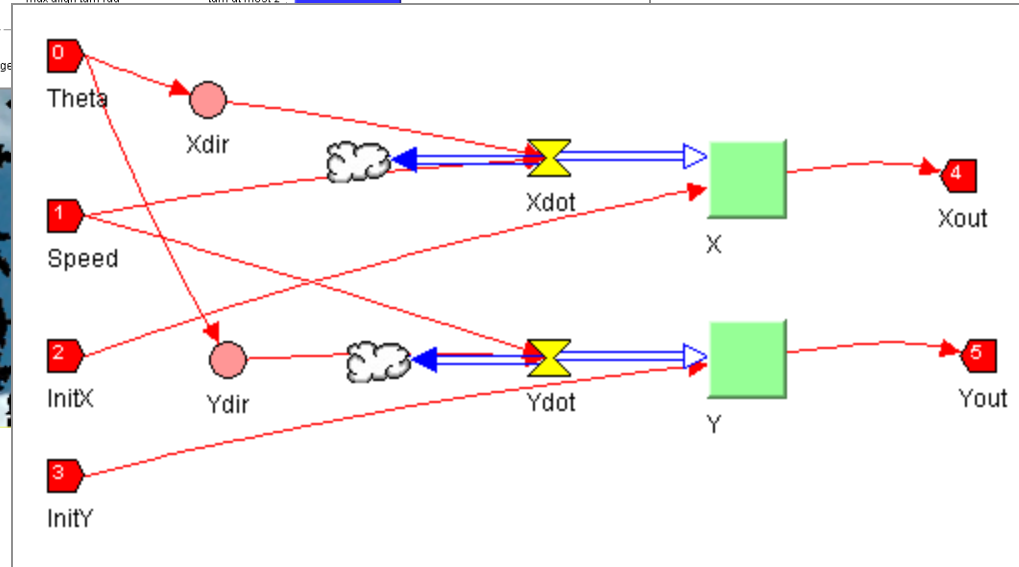 0
Theta
Xdir
1
Speed
Xdot
X
4
Xout
2
InitX
Ydir
Ydot
Y
5
Yout
3
InitY